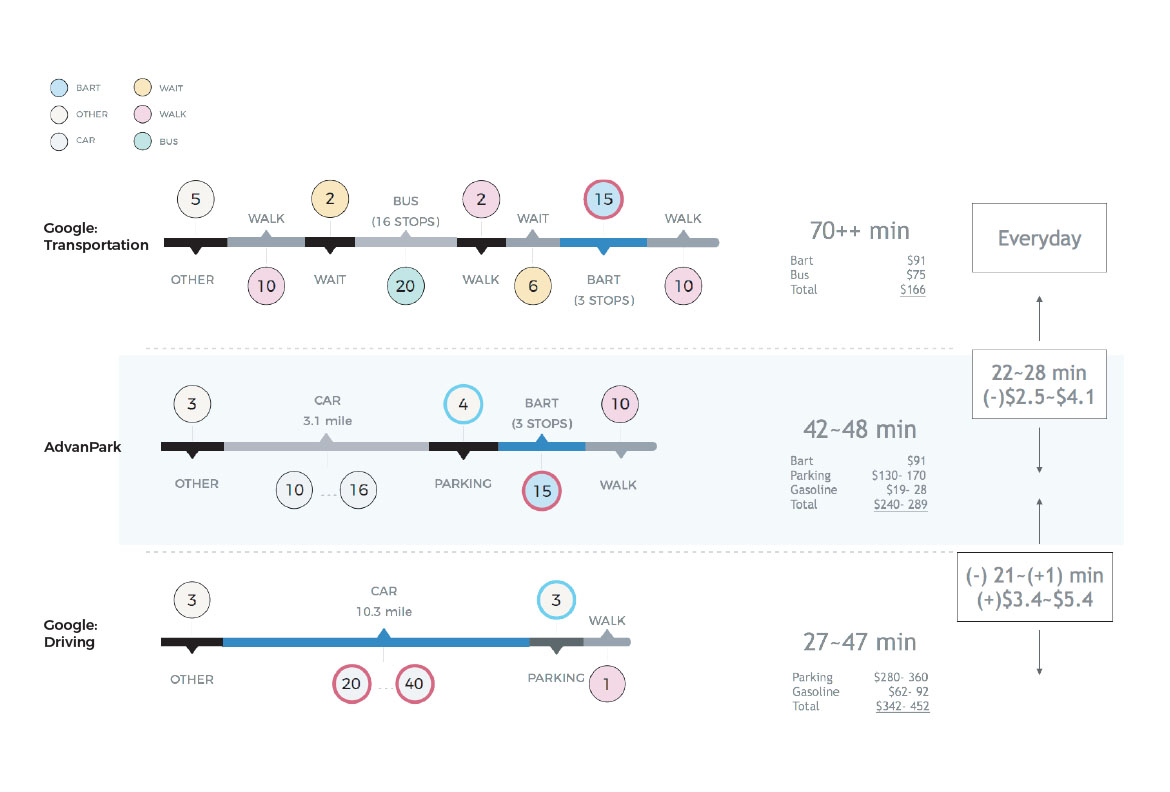 BART
WAIT
OTHER
WALK
CAR
BUS
Google:
Transportation
5
WALK
2
BUS
(16 STOPS)
2
WAIT
15
WALK
OTHER
10
WAIT
20
WALK
6
BART
(3 STOPS)
10
70++ min
Bart $91
Bus $75
Total $166
Everyday
AdvanPark
3
CAR
3.1 mile
4
BART
(3 STOPS)
10
OTHER
10 .... 16
PARKING
15
WALK
42~48 min
Bart $91
Parking $130- 170
Gasoline $19- 28
Total $240- 289
22~28 min
(-)$2.5~$4.1
Google:
Driving
3
CAR
10.3 mile
3
WALK
OTHER
20 .... 40
PARKING
1
27~47 min
Parking $280- 360
Gasoline $62- 92
Total $342- 452
(-) 21~(+1) min
(+)$3.4~$5.4